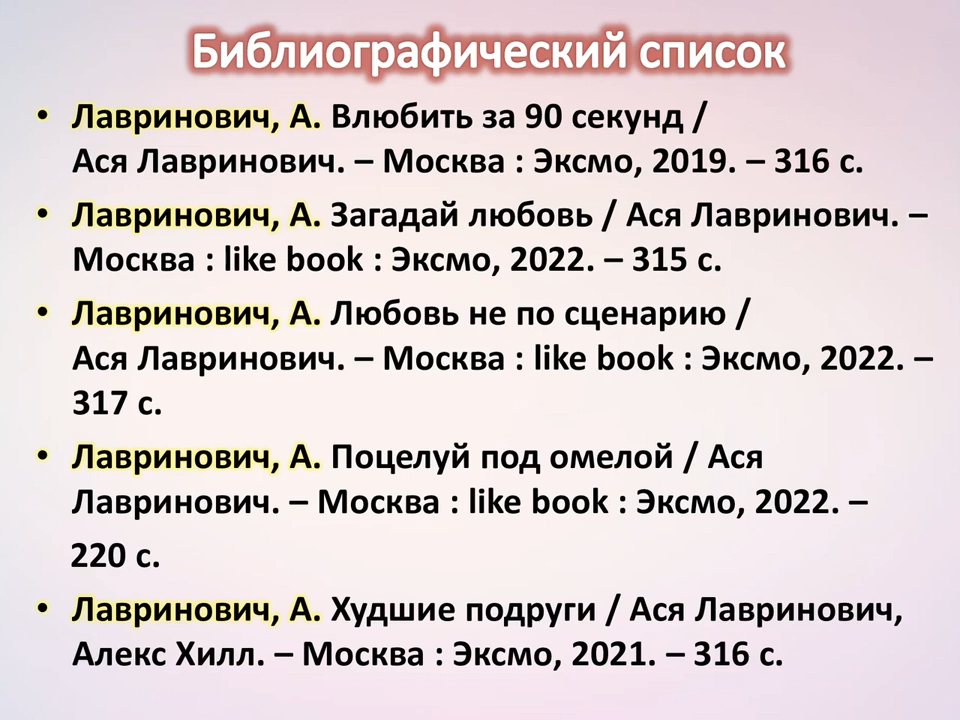 Библиографический список
• Лавринович, А. Влюбить за 90 секунд /
Ася Лавринович. – Москва : Эксмо, 2019. – 316 с.
• Лавринович, А. Загадай любовь / Ася Лавринович. –
Москва : like book : Эксмо, 2022. – 315 с.
• Лавринович, А. Любовь не по сценарию /
Ася Лавринович. – Москва : like book : Эксмо, 2022. –
317 с.
• Лавринович, А. Поцелуй под омелой / Ася
Лавринович. – Москва : like book : Эксмо, 2022. –
220 с.
• Лавринович, А. Худшие подруги / Ася Лавринович,
Алекс Хилл. – Москва : Эксмо, 2021. – 316 с.